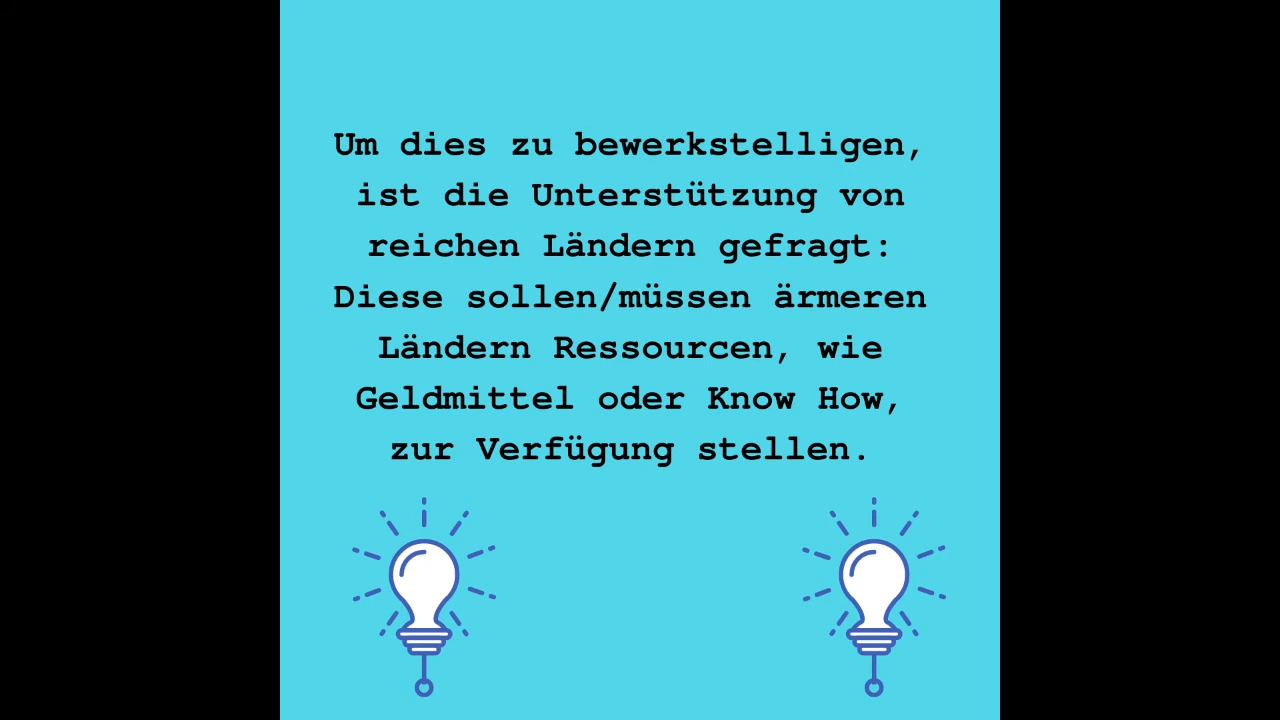 Um dies zu bewerkstelligen,
ist die Unterstützung von
reichen Ländern gefragt:
Diese sollen/müssen ärmeren
Ländern Ressourcen, wie
Geldmittel oder Know How,
zur Verfügung stellen.